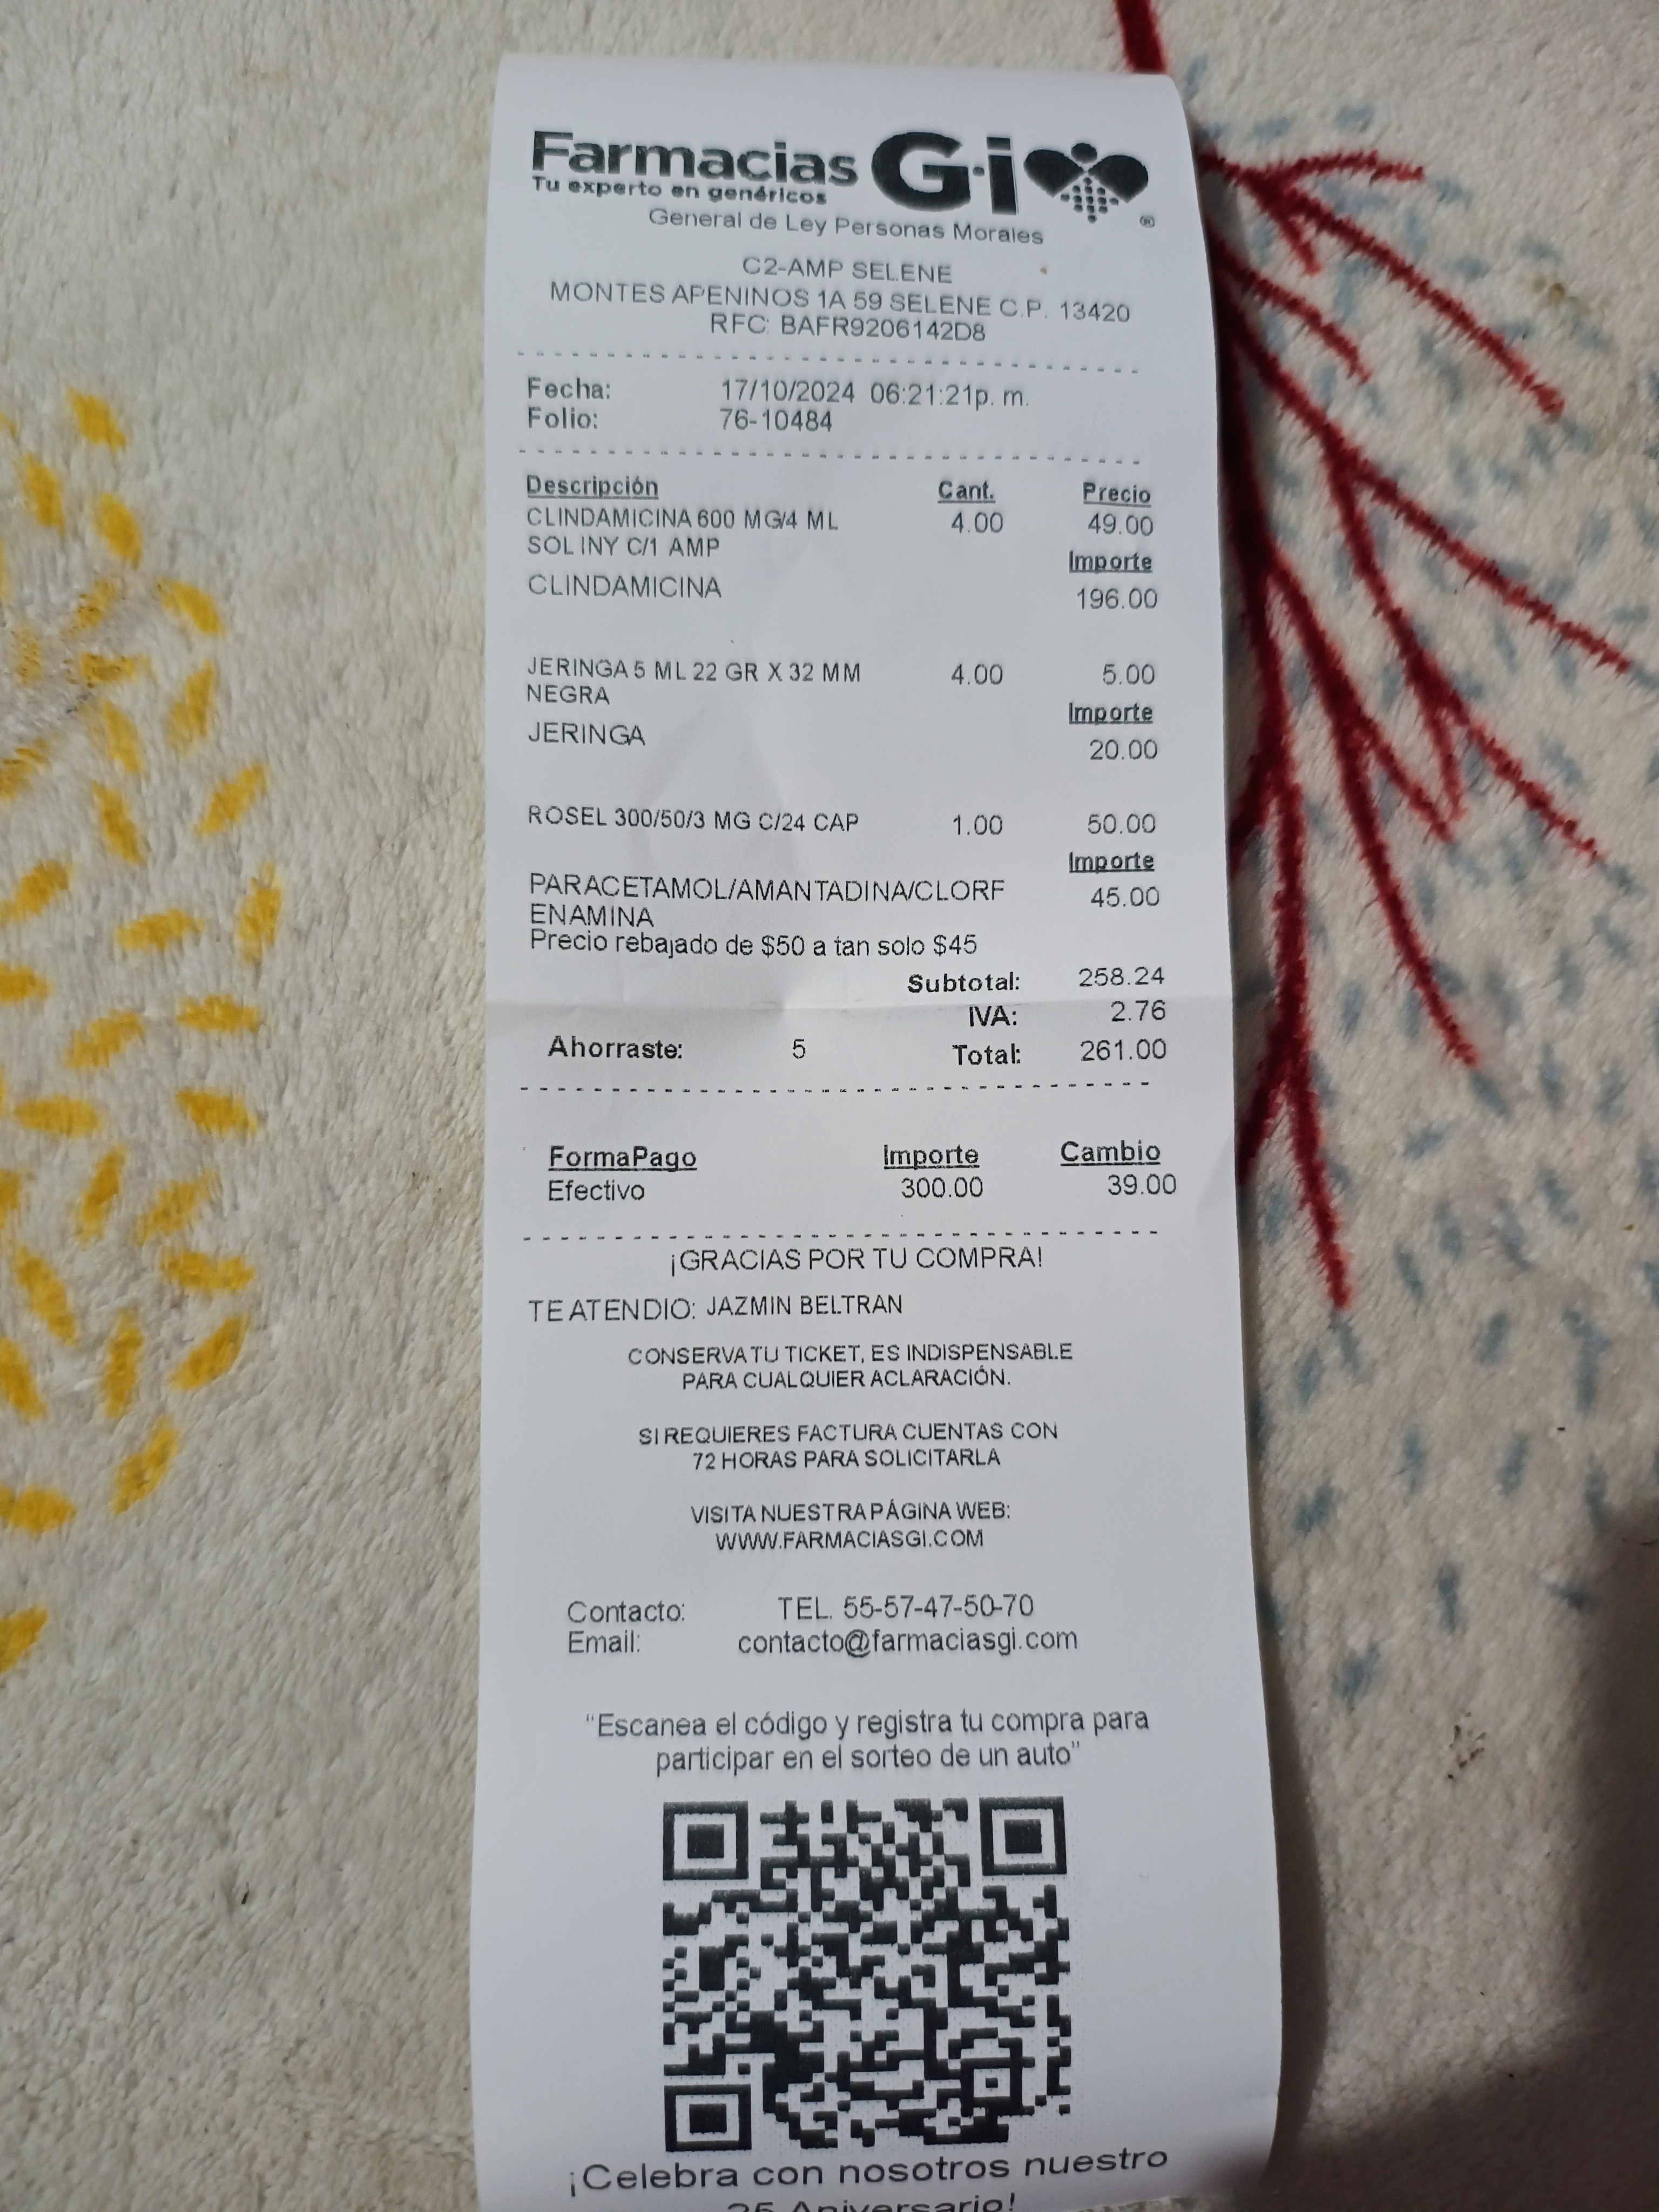 Farmacias G·i
Tu experto en genéricos
®
General de Ley Personas Morales
C2-AMP SELENE
MONTES APENINOS 1A 59 SELENE C.P. 13420
RFC: BAFR9206142D8
Fecha: 17/10/2024 06:21:21p. m.
Folio: 76-10484
Descripción Cant. Precio
CLINDAMICINA 600 MG/4 ML 4.00 49.00
SOL INY C/1 AMP
Importe
CLINDAMICINA 196.00
JERINGA 5 ML 22 GR X 32 MM 4.00 5.00
NEGRA
Importe
JERINGA 20.00
ROSEL 300/50/3 MG C/24 CAP 1.00 50.00
Importe
PARACETAMOL/AMANTADINA/CLORF 45.00
ENAMINA
Precio rebajado de $50 a tan solo $45
Subtotal: 258.24
IVA: 2.76
Ahorraste: 5 Total: 261.00
FormaPago Importe Cambio
Efectivo 300.00 39.00
¡GRACIAS POR TU COMPRA!
TE ATENDIO: JAZMIN BELTRAN
CONSERVA TU TICKET, ES INDISPENSABLE
PARA CUALQUIER ACLARACIÓN.
SI REQUIERES FACTURA CUENTAS CON
72 HORAS PARA SOLICITARLA
VISITA NUESTRA PÁGINA WEB:
WWW.FARMACIASGI.COM
Contacto: TEL. 55-57-47-50-70
Email: contacto@farmaciasgi.com
“Escanea el código y registra tu compra para
participar en el sorteo de un auto”
¡Celebra con nosotros nuestro
25 Aniversario!